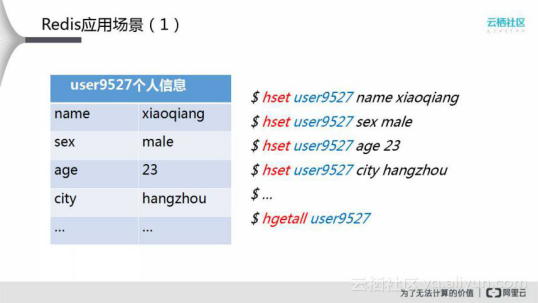 Redis应用场景（1）
云栖社区
user9527个人信息
name xiaoqiang
sex male
age 23
city hangzhou
... ...
$ hset user9527 name xiaoqiang
$ hset user9527 sex male
$ hset user9527 age 23
$ hset user9527 city hangzhou
$ ...
$ hgetall user9527
云栖社区 yq.aliyun.com
为了无法计算的价值 | 阿里云